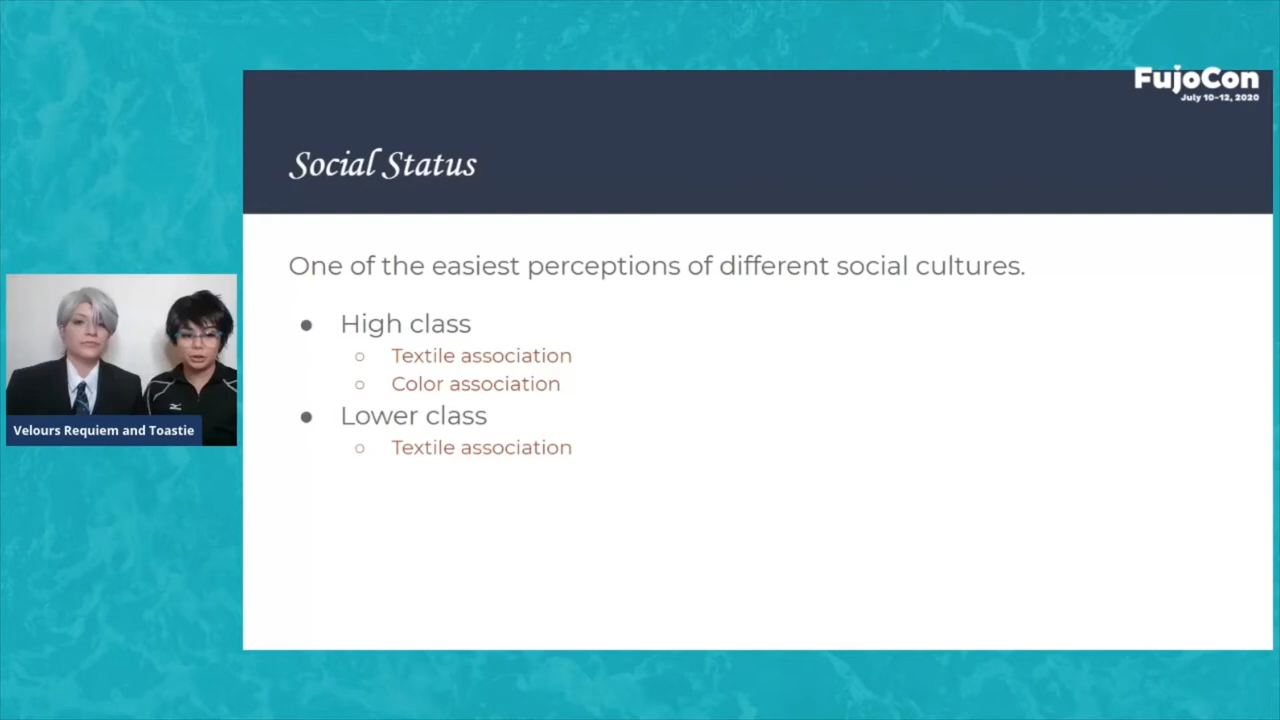 FujoCon
July 10-12, 2020
Social Status
One of the easiest perceptions of different social cultures.
● High class
○ Textile association
○ Color association
● Lower class
○ Textile association
Velours Requiem and Toastie